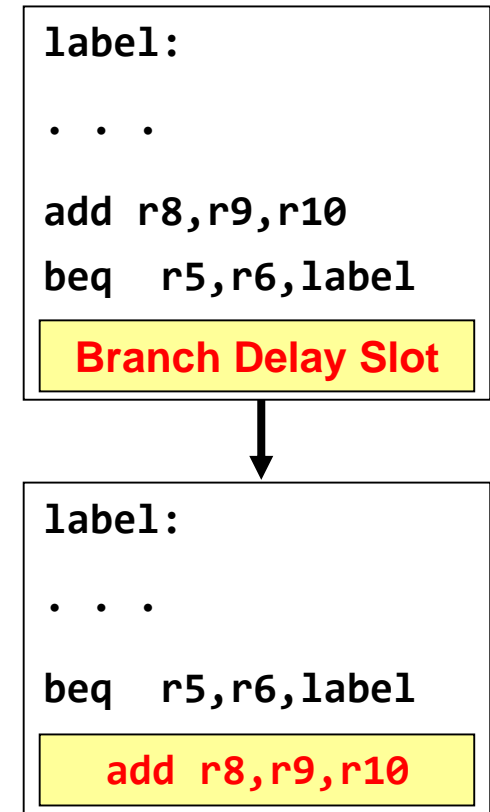 label:
. . .
add r8,r9,r10
beq r5,r6,label
Branch Delay Slot
label:
. . .
beq r5,r6,label
add r8,r9,r10